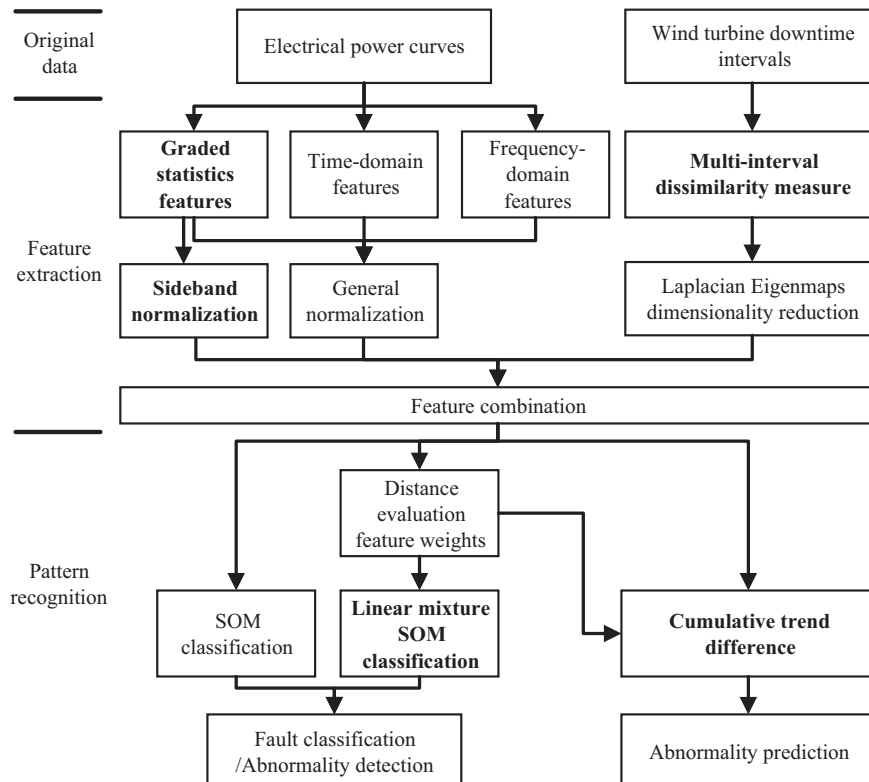 Original
data
Electrical power curves
Wind turbine downtime
intervals
Feature
extraction
Graded
statistics
features
Time-domain
features
Frequency-
domain
features
Multi-interval
dissimilarity measure
Sideband
normalization
General
normalization
Laplacian Eigenmaps
dimensionality reduction
Feature combination
Pattern
recognition
Distance
evaluation
feature weights
SOM
classification
Linear mixture
SOM
classification
Cumulative trend
difference
Fault classification
/Abnormality detection
Abnormality prediction